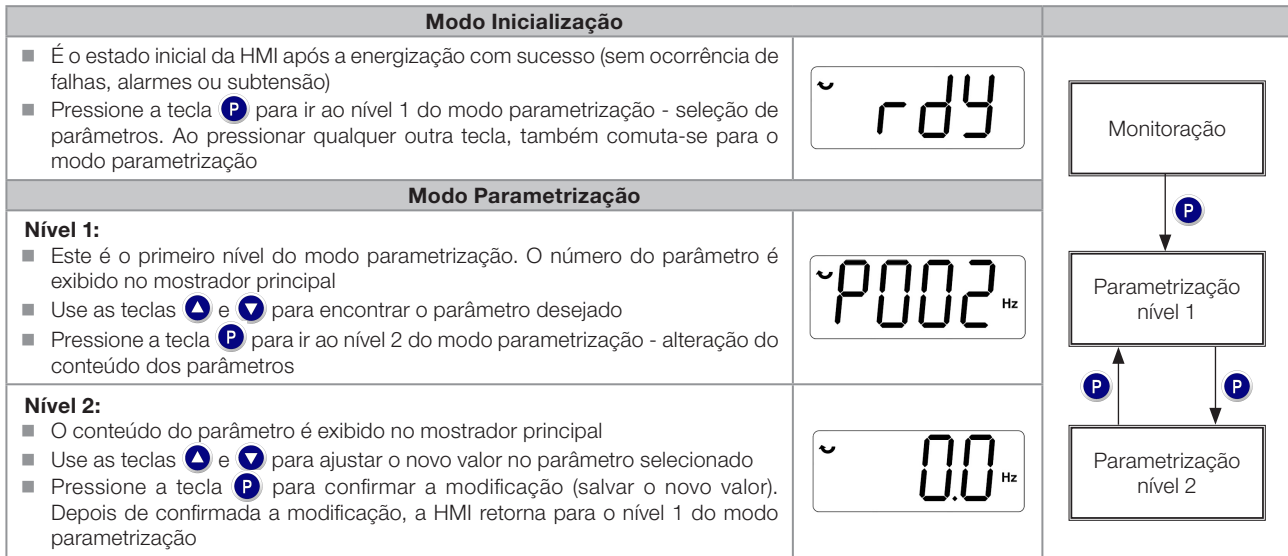 Modo Inicialização
É o estado inicial da HMI após a energização com sucesso (sem ocorrência de
falhas, alarmes ou subtensão)
Pressione a tecla P para ir ao nível 1 do modo parametrização - seleção de
parâmetros. Ao pressionar qualquer outra tecla, também comuta-se para o
modo parametrização
rdy
Modo Parametrização
Nível 1:
Este é o primeiro nível do modo parametrização. O número do parâmetro é
exibido no mostrador principal
Use as teclas e para encontrar o parâmetro desejado
Pressione a tecla P para ir ao nível 2 do modo parametrização - alteração do
conteúdo dos parâmetros
P002 Hz
Nível 2:
O conteúdo do parâmetro é exibido no mostrador principal
Use as teclas e para ajustar o novo valor no parâmetro selecionado
Pressione a tecla P para confirmar a modificação (salvar o novo valor).
Depois de confirmada a modificação, a HMI retorna para o nível 1 do modo
parametrização
0.0 Hz
Monitoração
P
Parametrização
nível 1
P
P
Parametrização
nível 2